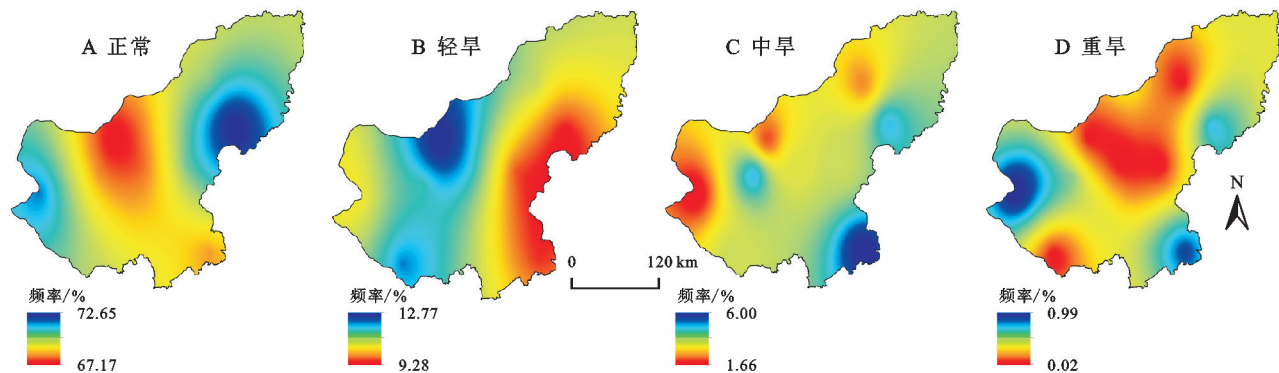 A 正常
B 轻旱
C 中旱
D 重旱
N
0 120 km
频率/%
72.65
67.17
频率/%
12.77
9.28
频率/%
6.00
1.66
频率/%
0.99
0.02